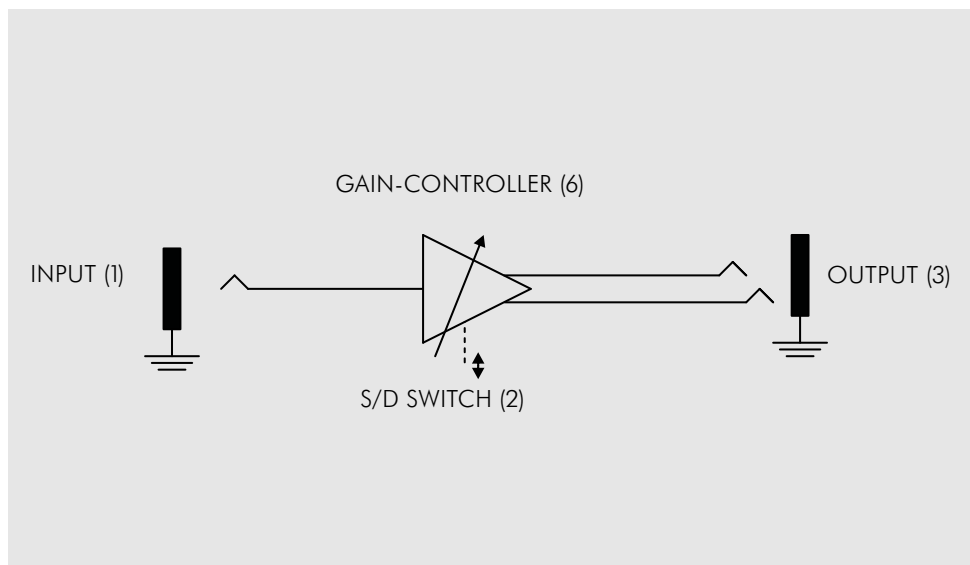 GAIN-CONTROLLER (6)
INPUT (1)
OUTPUT (3)
S/D SWITCH (2)